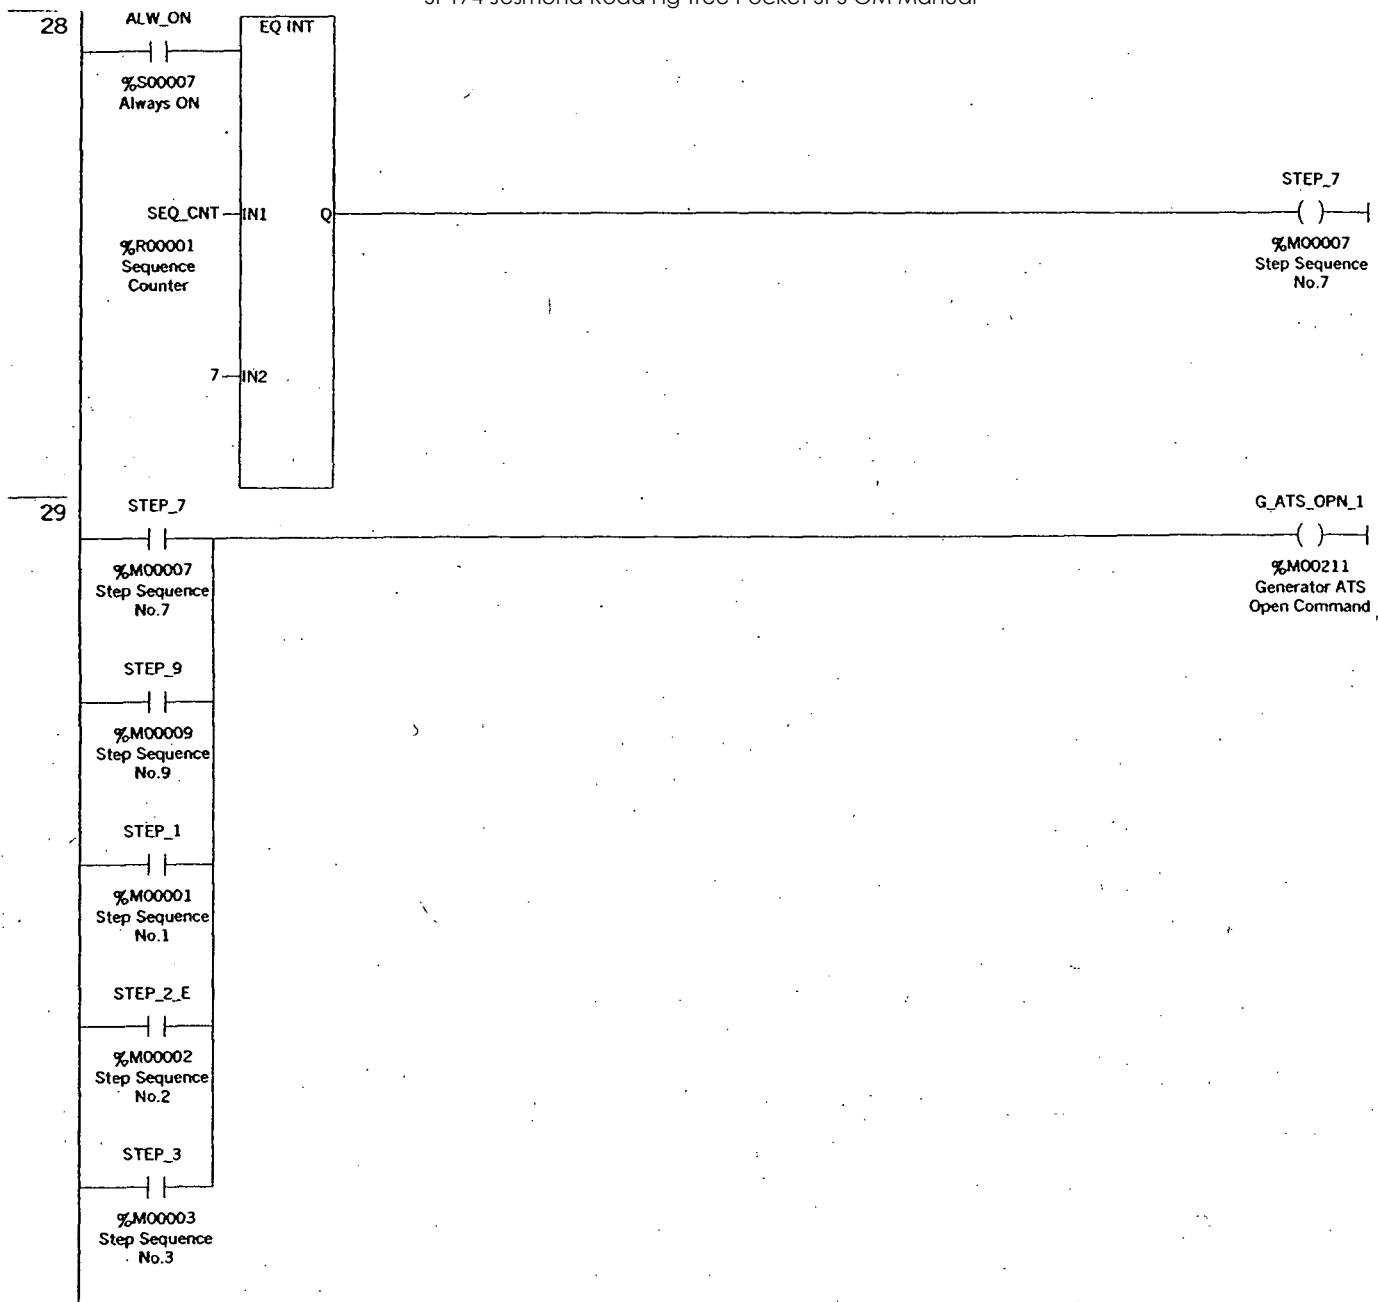 28
ALW_ON
EQ INT
%S00007
Always ON
STEP_7
SEQ_CNT IN1 Q
%R00001
Sequence
Counter
%M00007
Step Sequence
No.7
7 IN2
29
STEP_7
G_ATS_OPN_1
%M00007
Step Sequence
No.7
%M00211
Generator ATS
Open Command
STEP_9
%M00009
Step Sequence
No.9
STEP_1
%M00001
Step Sequence
No.1
STEP_2_E
%M00002
Step Sequence
No.2
STEP_3
%M00003
Step Sequence
No.3